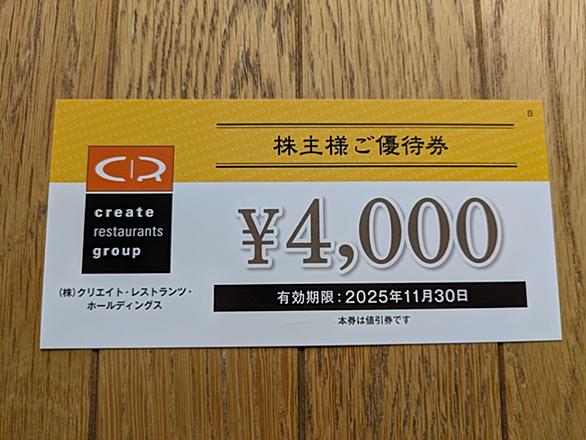 B
株主様ご優待券
CR
create
restaurants
group
¥4,000
(株)クリエイト・レストランツ・
ホールディングス
有効期限:2025年11月30日
本券は値引券です